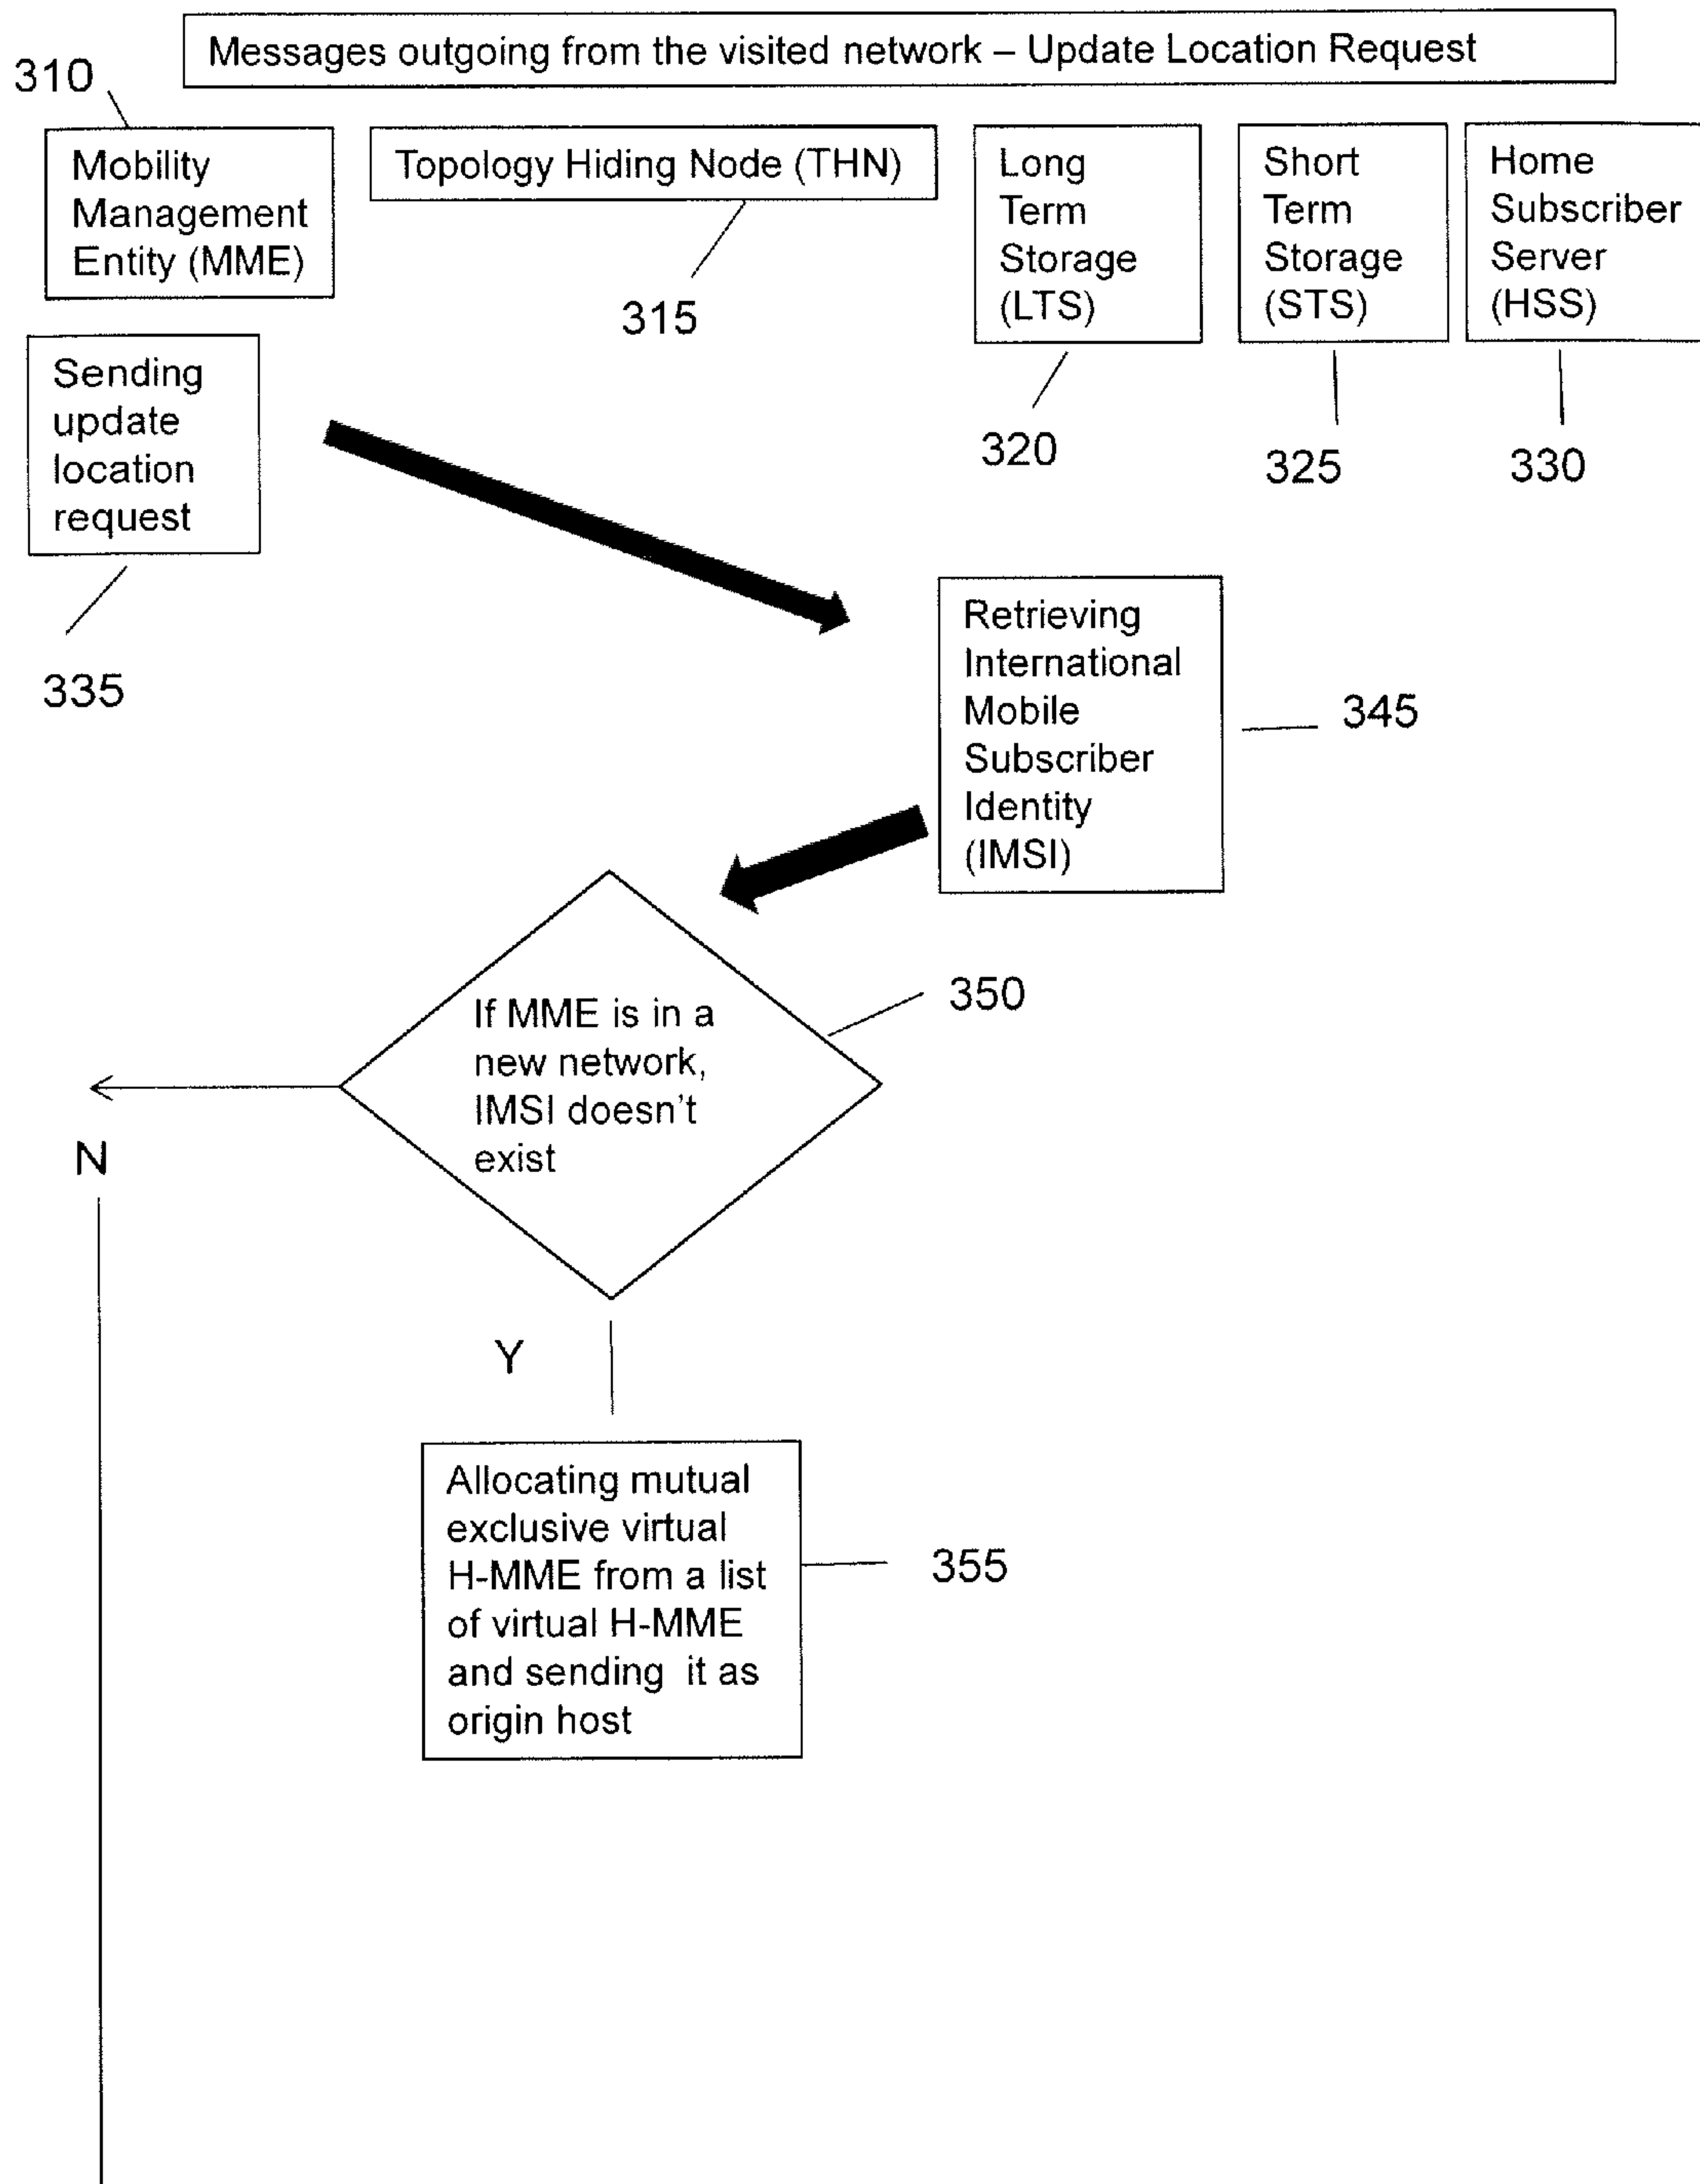 Messages outgoing from the visited network – Update Location Request
310
Mobility
Management
Entity (MME)
Topology Hiding Node (THN)
315
Long
Term
Storage
(LTS)
320
Short
Term
Storage
(STS)
325
Home
Subscriber
Server
(HSS)
330
Sending
update
location
request
335
Retrieving
International
Mobile
Subscriber
Identity
(IMSI)
345
If MME is in a
new network,
IMSI doesn't
exist
350
N
Y
Allocating mutual
exclusive virtual
H-MME from a list
of virtual H-MME
and sending it as
origin host
355